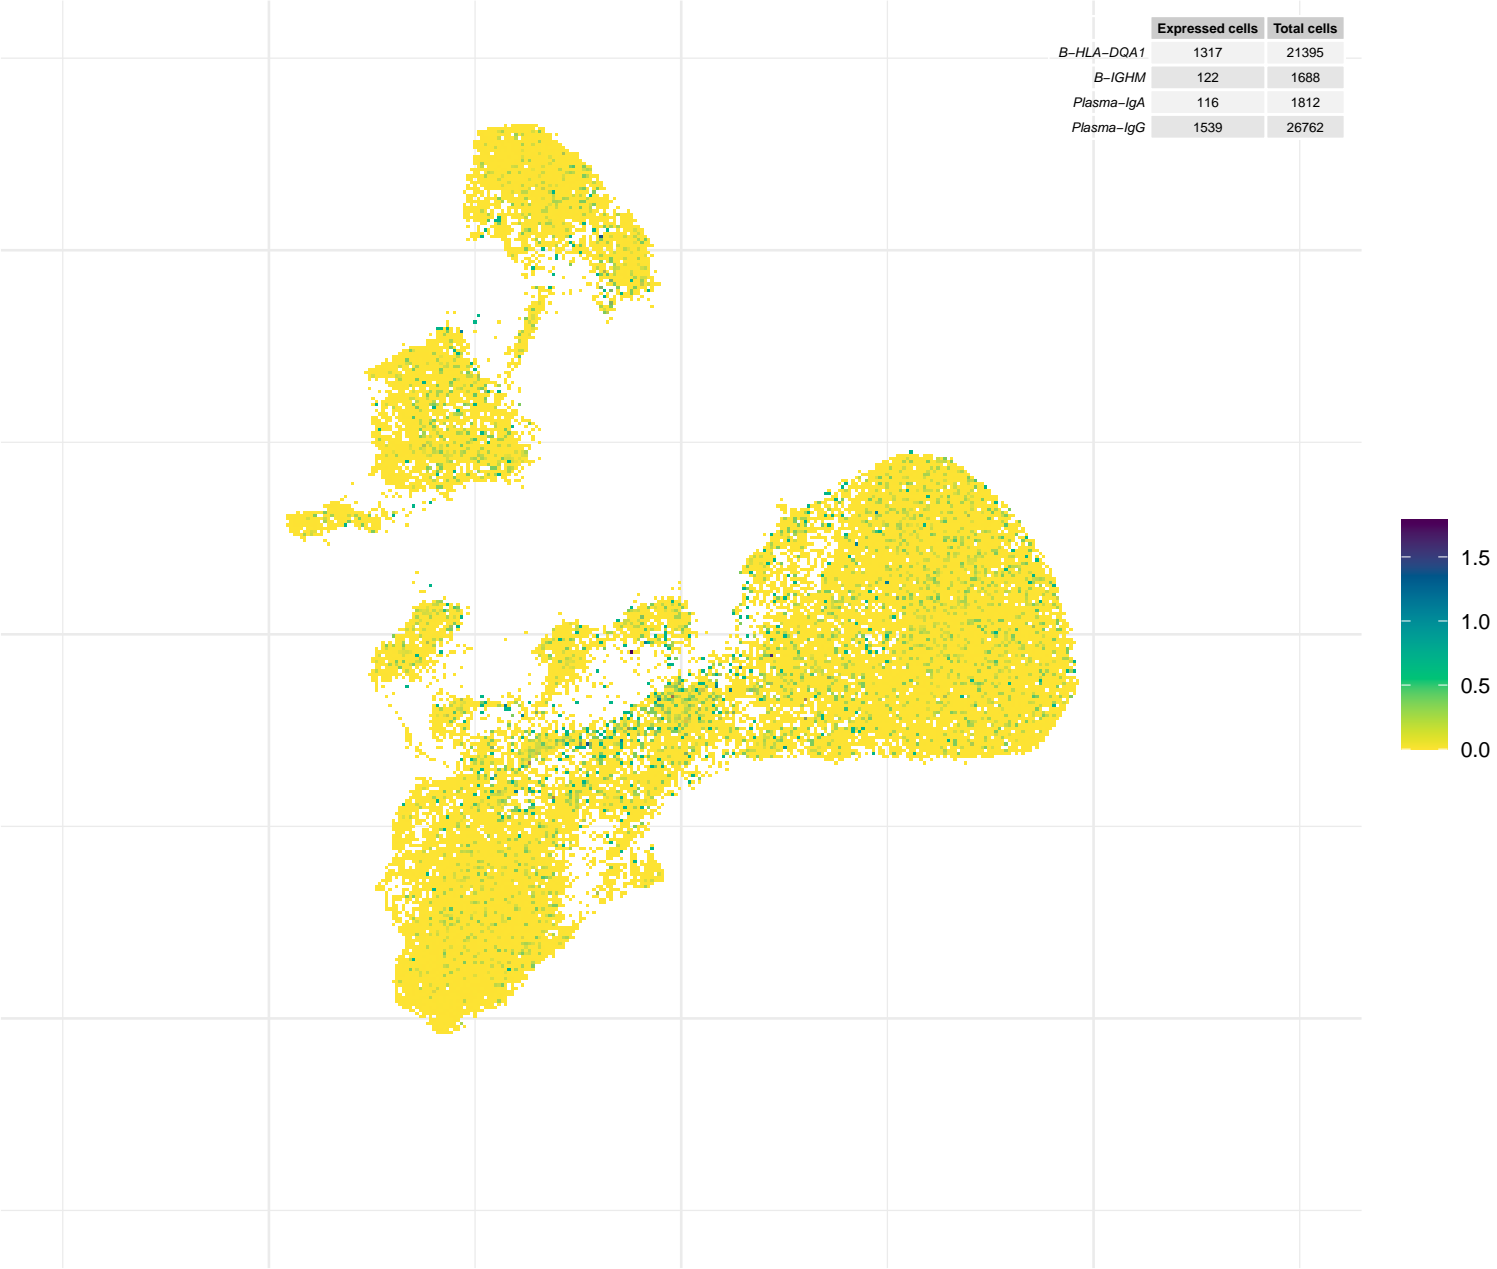 Expressed cells Total cells
B−HLA−DQA1 1317 21395
B−IGHM 122 1688
Plasma−IgA 116 1812
Plasma−IgG 1539 26762
1.5
1.0
0.5
0.0